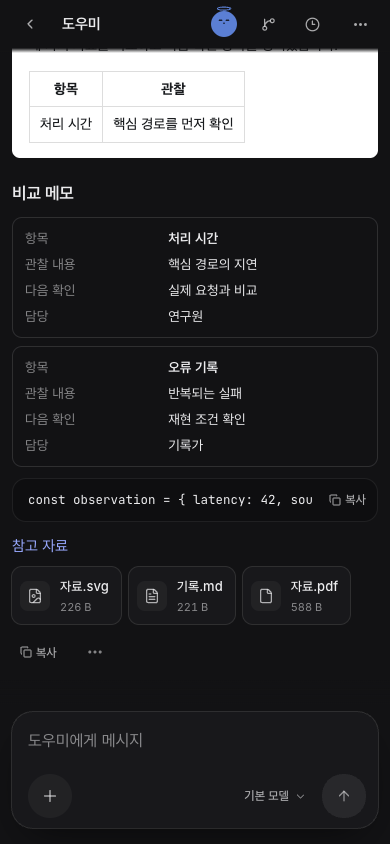 도우미
항목 관찰
처리 시간 핵심 경로를 먼저 확인
비교 메모
항목 처리 시간
관찰 내용 핵심 경로의 지연
다음 확인 실제 요청과 비교
담당 연구원
항목 오류 기록
관찰 내용 반복되는 실패
다음 확인 재현 조건 확인
담당 기록가
const observation = { latency: 42, sou 복사
참고 자료
자료.svg 기록.md 자료.pdf
226 B 221 B 588 B
복사
도우미에게 메시지
기본 모델